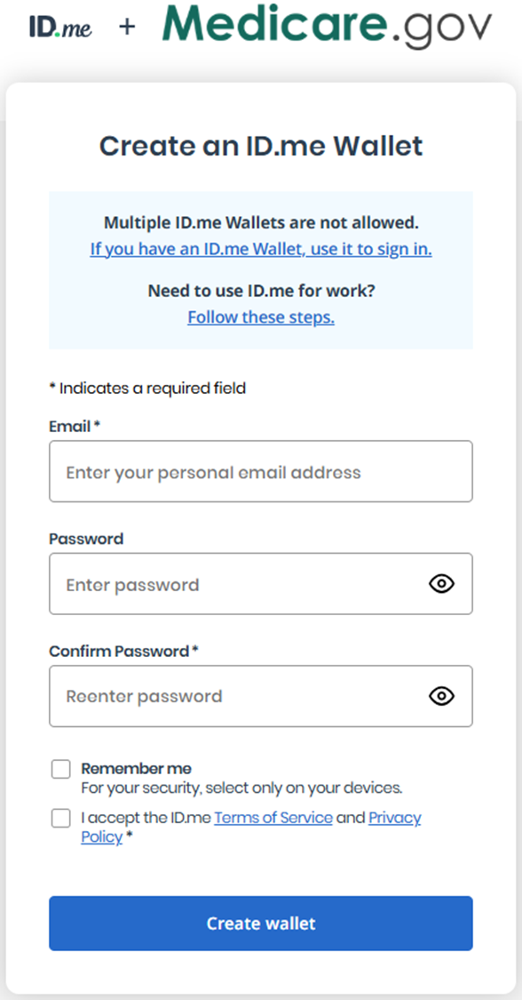 ID.me + Medicare.gov
Create an ID.me Wallet
Multiple ID.me Wallets are not allowed.
If you have an ID.me Wallet, use it to sign in.
Need to use ID.me for work?
Follow these steps.
* Indicates a required field
Email *
Enter your personal email address
Password
Enter password
Confirm Password *
Reenter password
Remember me
For your security, select only on your devices.
I accept the ID.me Terms of Service and Privacy
Policy *
Create wallet